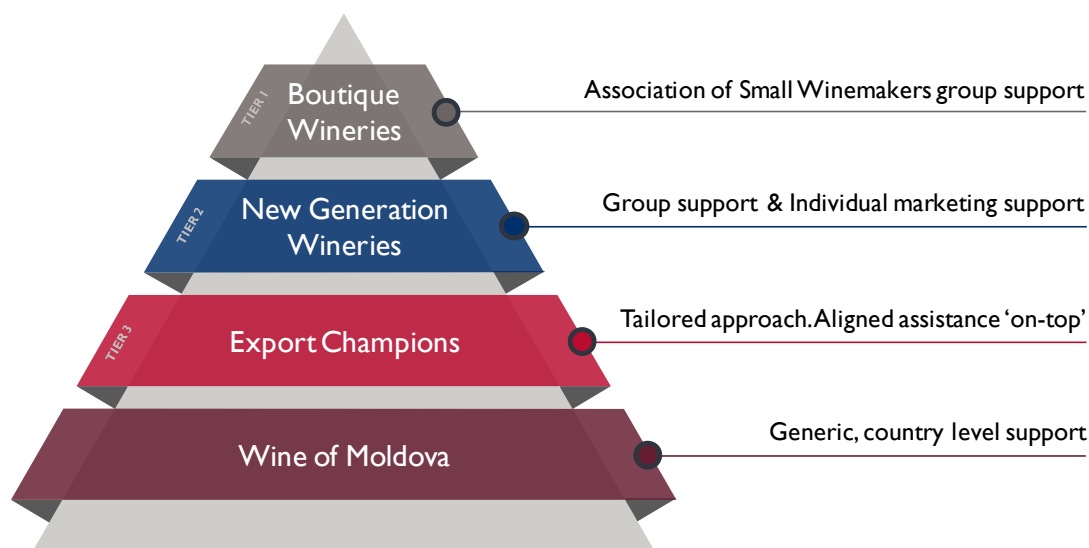 TIER 1
Boutique
Wineries
Association of Small Winemakers group support
TIER 2
New Generation
Wineries
Group support & Individual marketing support
TIER 3
Export Champions
Tailored approach. Aligned assistance ‘on-top’
Wine of Moldova
Generic, country level support